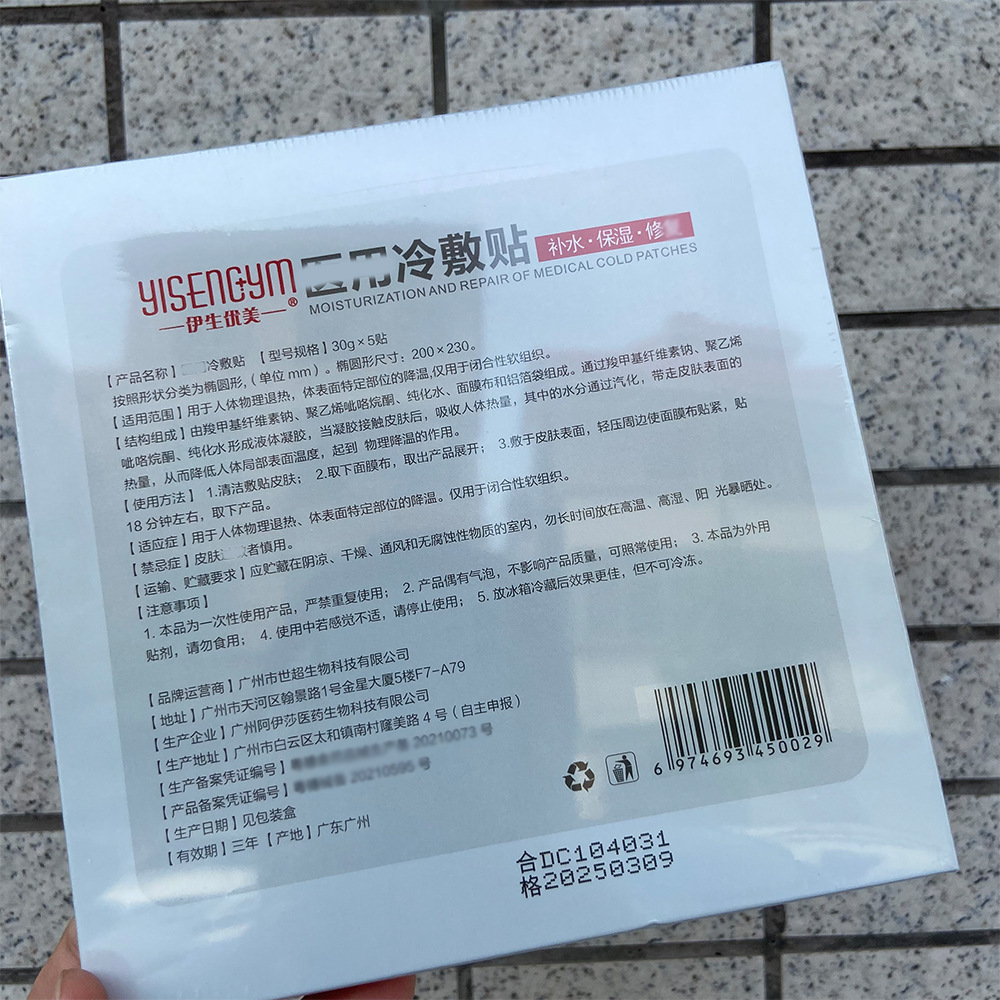 YISENGYM®
伊生优美
医用冷敷贴 补水·保湿·修
MOISTURIZATION AND REPAIR OF MEDICAL COLD PATCHES
【产品名称】 冷敷贴 【型号规格】30g×5贴
按照形状分类为椭圆形,（单位mm）。椭圆形尺寸：200×230。
【适用范围】用于人体物理退热，体表面特定部位的降温,仅用于闭合性软组织。
【结构组成】由羧甲基纤维素钠、聚乙烯吡咯烷酮、纯化水、面膜布和铝箔袋组成。通过羧甲基纤维素钠、聚乙烯
吡咯烷酮、纯化水形成液体凝胶，当凝胶接触皮肤后，吸收人体热量，其中的水分通过汽化，带走皮肤表面的
热量，从而降低人体局部表面温度，起到 物理降温的作用。
【使用方法】 1.清洁敷贴皮肤； 2.取下面膜布，取出产品展开； 3.敷于皮肤表面，轻压周边使面膜布贴紧，贴
18分钟左右，取下产品。
【适应症】用于人体物理退热、体表面特定部位的降温。仅用于闭合性软组织。
【禁忌症】皮肤 者慎用。
【运输、贮藏要求】应贮藏在阴凉、干燥、通风和无腐蚀性物质的室内，勿长时间放在高温、高湿、阳 光暴晒处。
【注意事项】
1. 本品为一次性使用产品，严禁重复使用； 2. 产品偶有气泡，不影响产品质量，可照常使用； 3. 本品为外用
贴剂，请勿食用； 4. 使用中若感觉不适，请停止使用； 5. 放冰箱冷藏后效果更佳，但不可冷冻。
【品牌运营商】广州市世超生物科技有限公司
【地址】广州市天河区翰景路1号金星大厦5楼F7-A79
【生产企业】广州阿伊莎医药生物科技有限公司
【生产地址】广州市白云区太和镇南村窿美路4号（自主申报）
【生产备案凭证编号】 20210073 号
【产品备案凭证编号】 20210595 号
【生产日期】见包装盒
【有效期】三年【产地】广东广州
6 974693 450029
合DC104031
格20250309